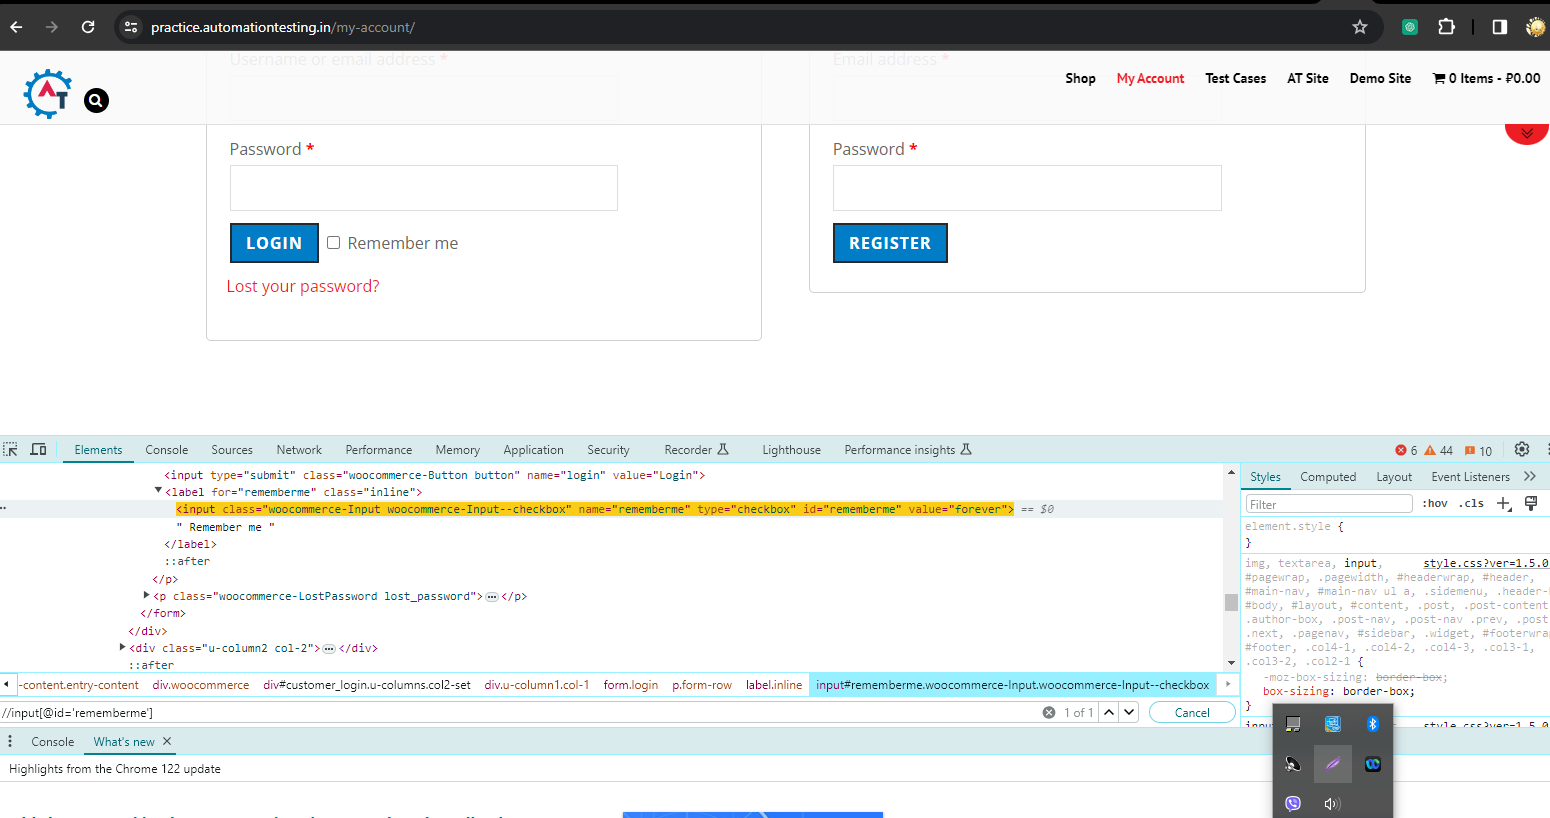 practice.automationtesting.in/my-account/
Username or email address *
Email address *
AT
Shop
My Account
Test Cases
AT Site
Demo Site
0 Items - ₽0.00
Password *
Password *
LOGIN
Remember me
REGISTER
Lost your password?
Elements
Console
Sources
Network
Performance
Memory
Application
Security
Recorder
Lighthouse
Performance insights
6
44
10
<input type="submit" class="woocommerce-Button button" name="login" value="Login">
<label for="rememberme" class="inline">
<input class="woocommerce-Input woocommerce-Input--checkbox" name="rememberme" type="checkbox" id="rememberme" value="forever"> == $0
" Remember me "
</label>
::after
</p>
<p class="woocommerce-LostPassword lost_password">…</p>
</form>
</div>
<div class="u-column2 col-2">…</div>
::after
-content.entry-content
div.woocommerce
div#customer_login.u-columns.col2-set
div.u-column1.col-1
form.login
p.form-row
label.inline
input#rememberme.woocommerce-Input.woocommerce-Input--checkbox
//input[@id='rememberme']
1 of 1
Cancel
Styles
Computed
Layout
Event Listeners
Filter
:hov
.cls
element.style {
}
img, textarea, input, style.css?ver=1.5.0
#pagewrap, .pagewidth, #headerwrap, #header,
#main-nav, #main-nav ul a, .sidemenu, .header-
#body, #layout, #content, .post, .post-content
.author-box, .post-nav, .post-nav .prev, .post
.next, .pagenav, #sidebar, .widget, #footerwra
#footer, .col4-1, .col4-2, .col4-3, .col3-1,
.col3-2, .col2-1 {
-moz-box-sizing: border-box;
box-sizing: border-box;
}
Console
What's new
Highlights from the Chrome 122 update